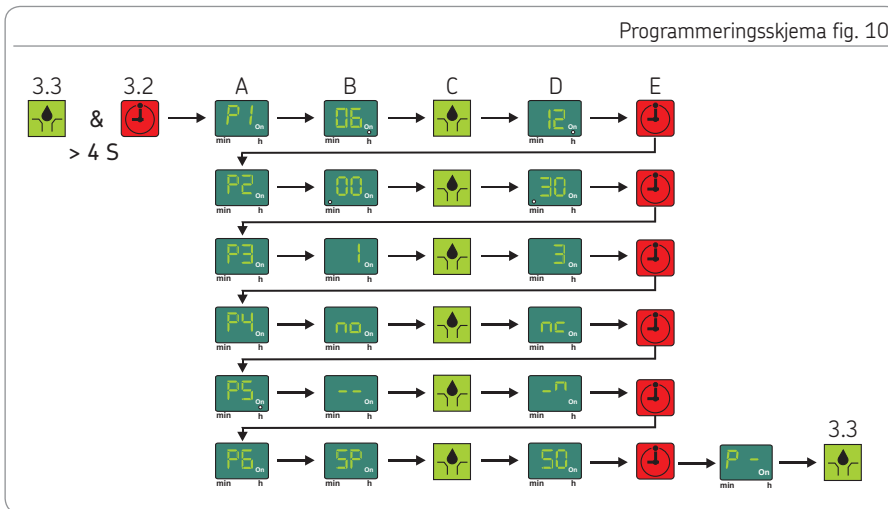 Programmeringsskjema fig. 10
3.3 3.2 A B C D E
& > 4 S
P1 On 06 On 12 On
min h min h min h
P2 On 00 On 30 On
min h min h min h
P3 On 1 On 3 On
min h min h min h
P4 On no On nc On
min h min h min h
P5 On -- On -n On
min h min h min h
3.3
P6 On SP On SO On P - On
min h min h min h min h